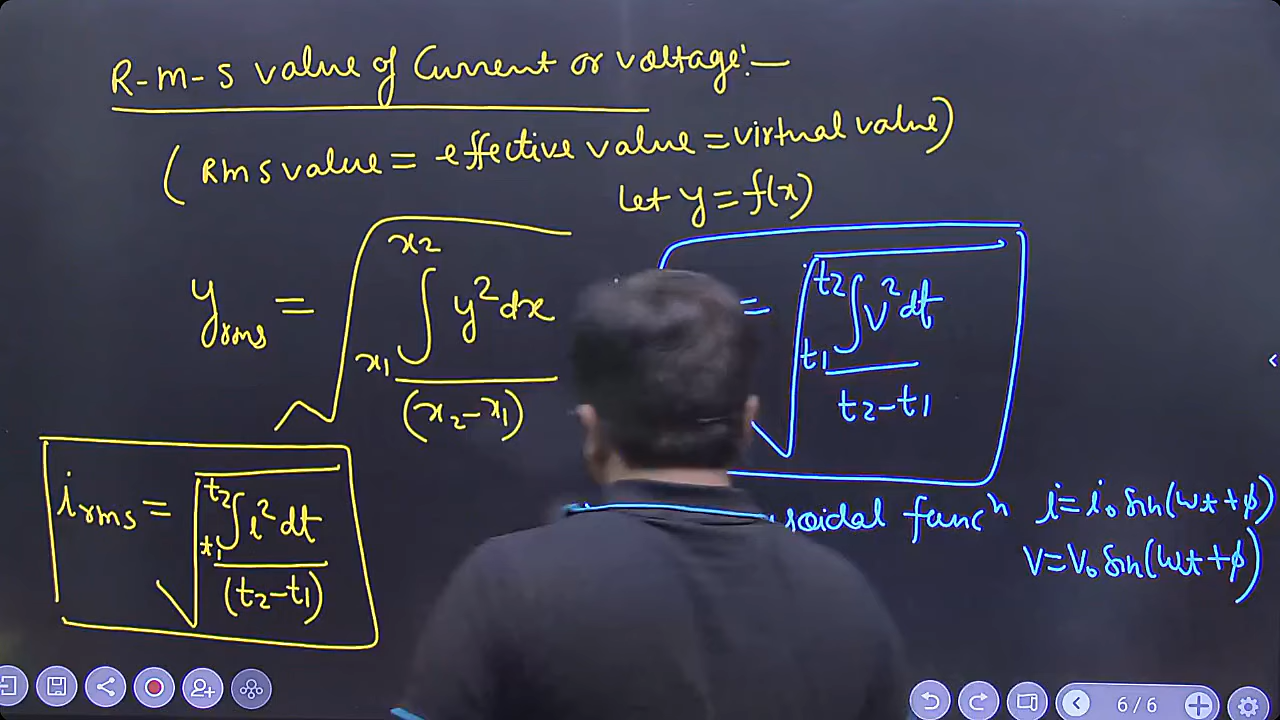 R-M-S value of Current or voltage:—
(Rms value = effective value = virtual value)
Let y = f(x)
y_rms = √(∫_{x1}^{x2} y² dx / (x2 - x1))
= √(∫_{t1}^{t2} V² dt / t2 - t1)
i_rms = √(∫_{t1}^{t2} i² dt / (t2 - t1))
soidal funcⁿ i = i₀ sin(ωt + φ)
V = V₀ sin(ωt + φ)
6/6